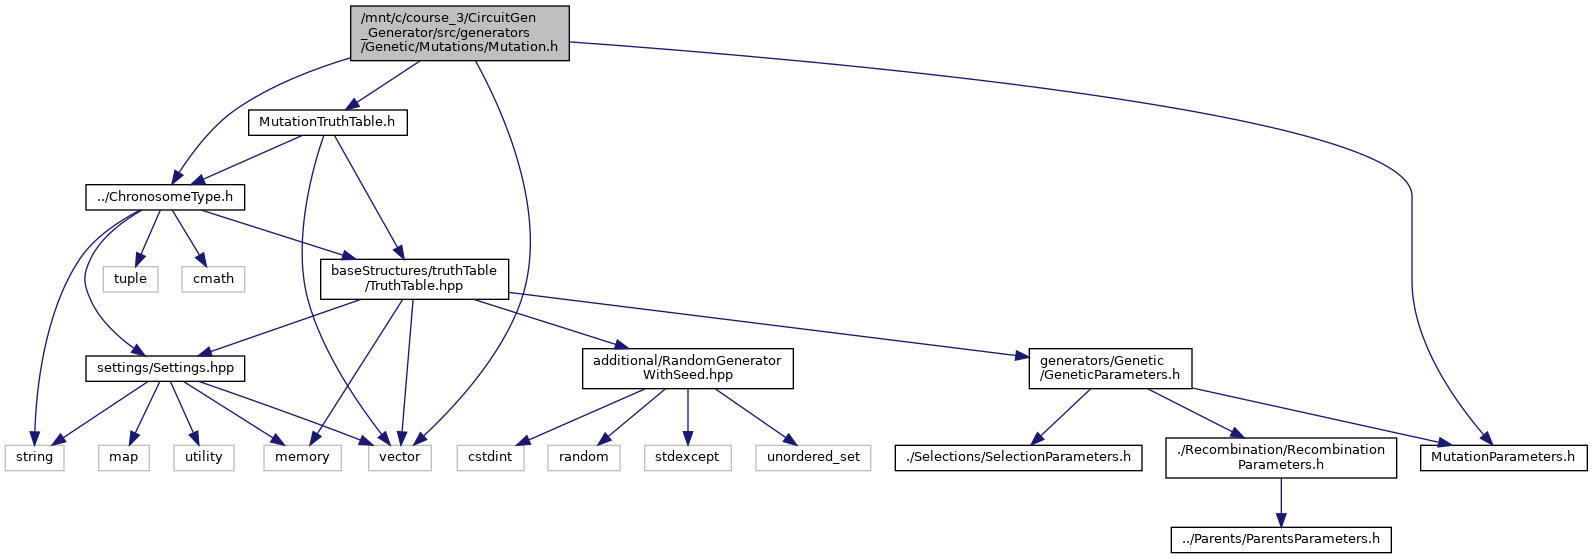 /mnt/c/course_3/CircuitGen
_Generator/src/generators
/Genetic/Mutations/Mutation.h
MutationTruthTable.h
../ChronosomeType.h
tuple
cmath
baseStructures/truthTable
/TruthTable.hpp
settings/Settings.hpp
additional/RandomGenerator
WithSeed.hpp
generators/Genetic
/GeneticParameters.h
string
map
utility
memory
vector
cstdint
random
stdexcept
unordered_set
./Selections/SelectionParameters.h
./Recombination/Recombination
Parameters.h
MutationParameters.h
../Parents/ParentsParameters.h